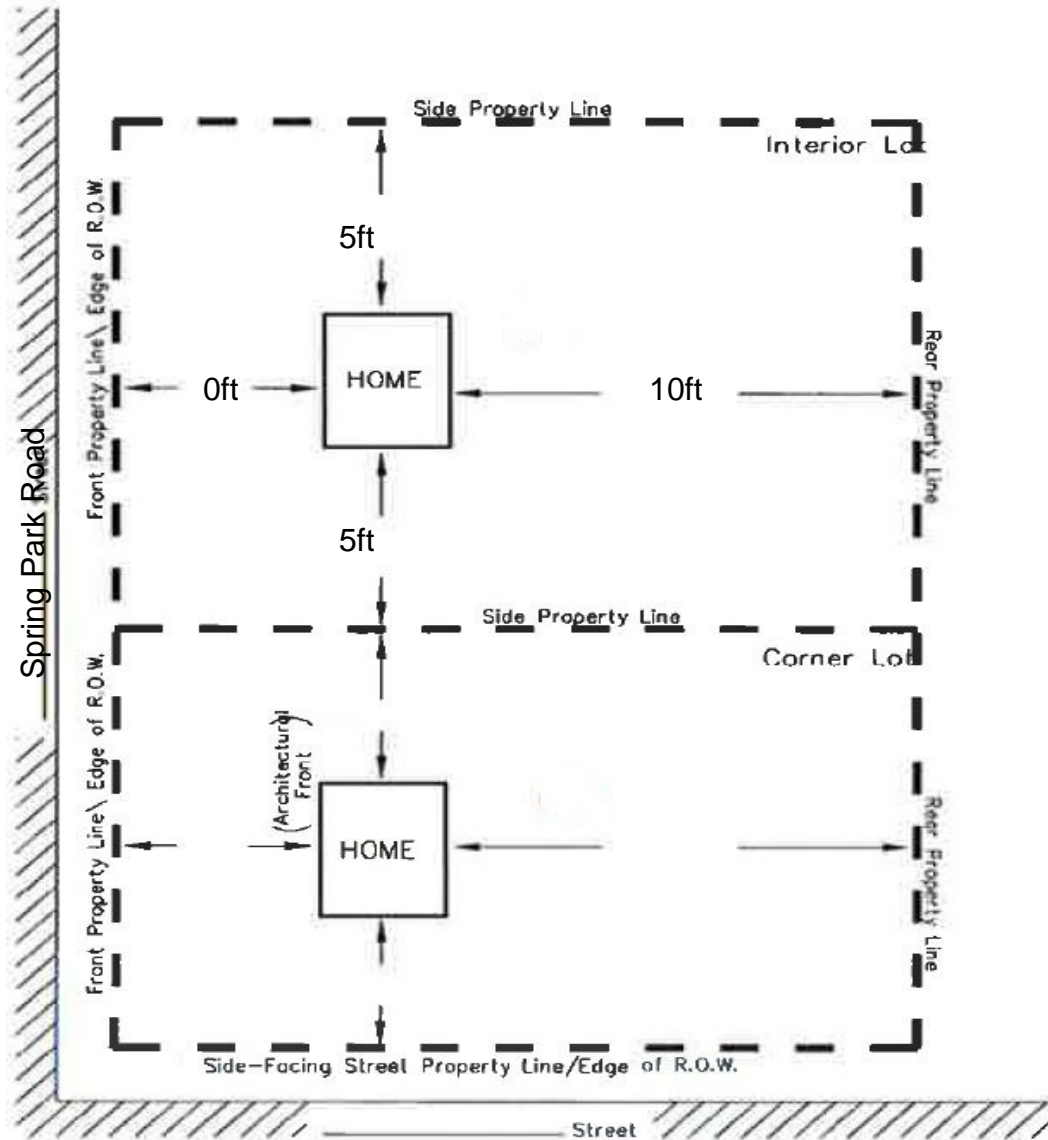 Side Property Line
Interior Lot
Front Property Line\ Edge of R.O.W.
5ft
HOME
0ft
10ft
Rear Property Line
Spring Park Road
5ft
Side Property Line
Corner Lot
Front Property Line\ Edge of R.O.W.
(Architectural
Front)
HOME
Rear Property Line
Side-Facing Street Property Line/Edge of R.O.W.
Street